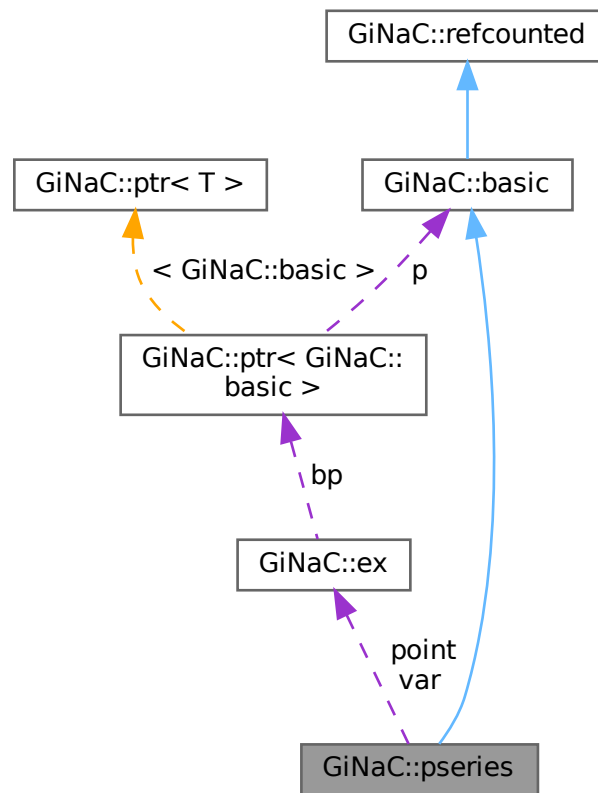 GiNaC::refcounted
GiNaC::ptr< T >
GiNaC::basic
< GiNaC::basic >
p
GiNaC::ptr< GiNaC::
basic >
bp
GiNaC::ex
point
var
GiNaC::pseries